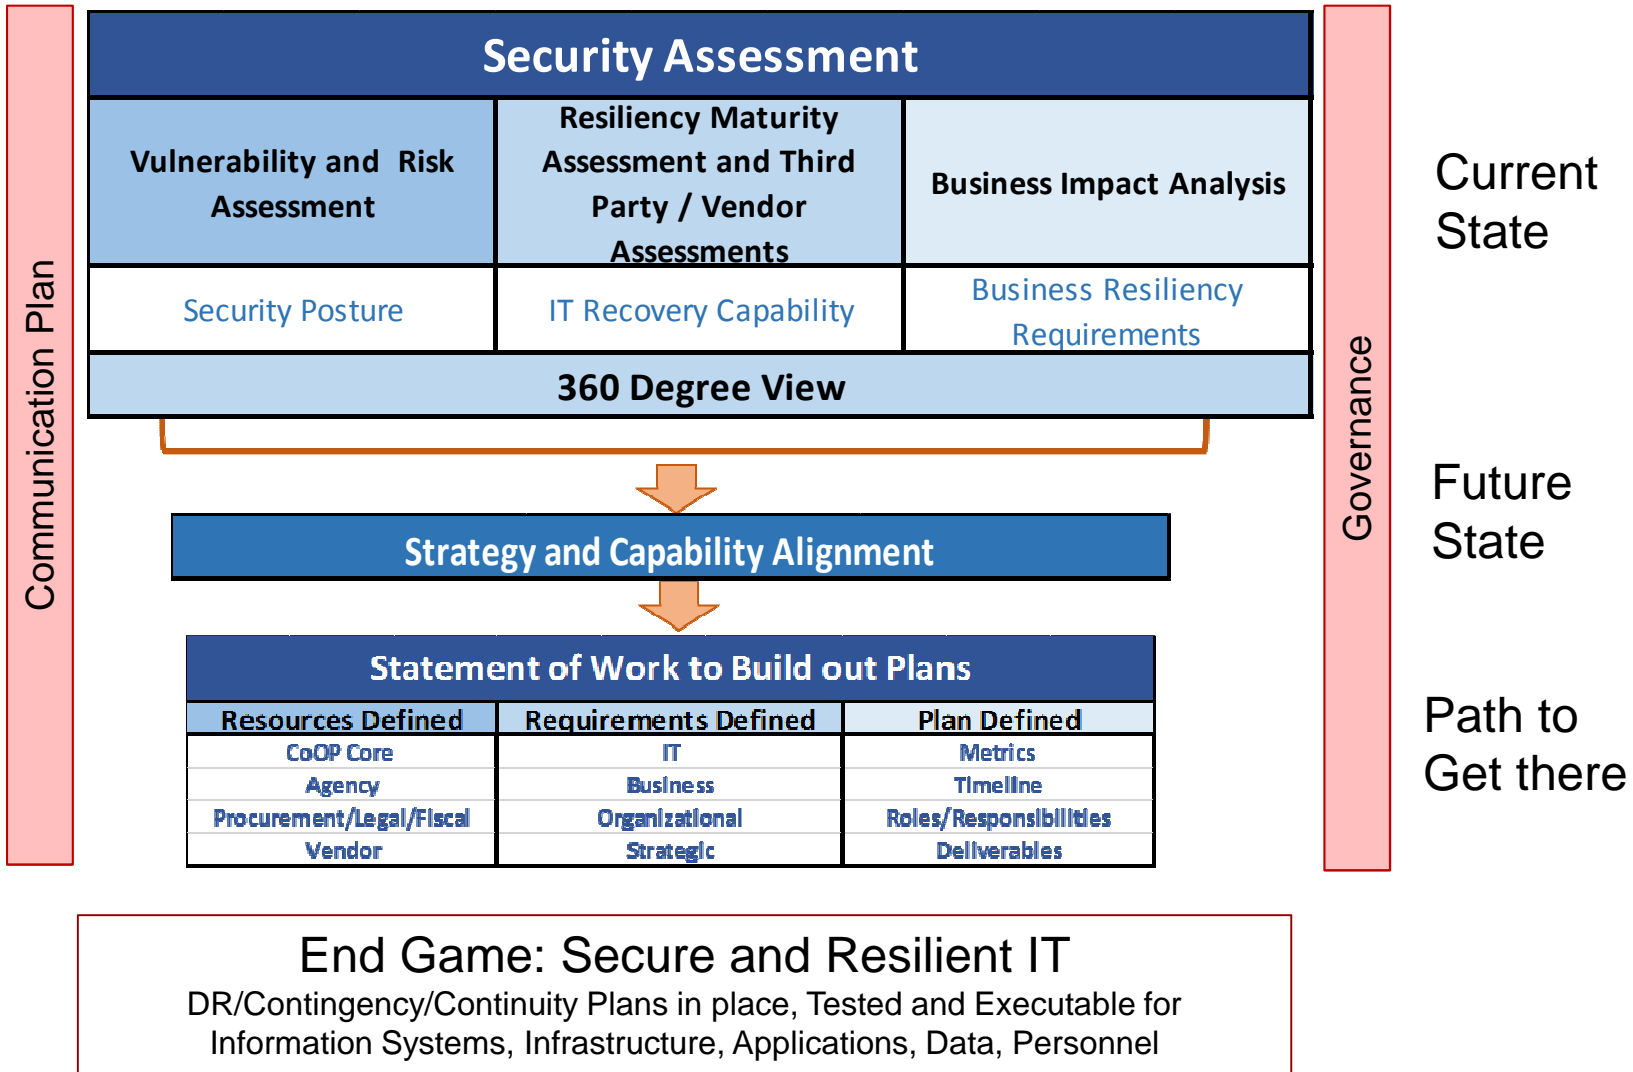 Communication Plan
Security Assessment
Vulnerability and Risk
Assessment
Resiliency Maturity
Assessment and Third
Party / Vendor
Assessments
Business Impact Analysis
Security Posture
IT Recovery Capability
Business Resiliency
Requirements
360 Degree View
Governance
Current
State
Strategy and Capability Alignment
Future
State
Statement of Work to Build out Plans
Resources Defined
Requirements Defined
Plan Defined
CoOP Core
IT
Metrics
Agency
Business
Timeline
Procurement/Legal/Fiscal
Organizational
Roles/Responsibilities
Vendor
Strategic
Deliverables
Path to
Get there
End Game: Secure and Resilient IT
DR/Contingency/Continuity Plans in place, Tested and Executable for
Information Systems, Infrastructure, Applications, Data, Personnel